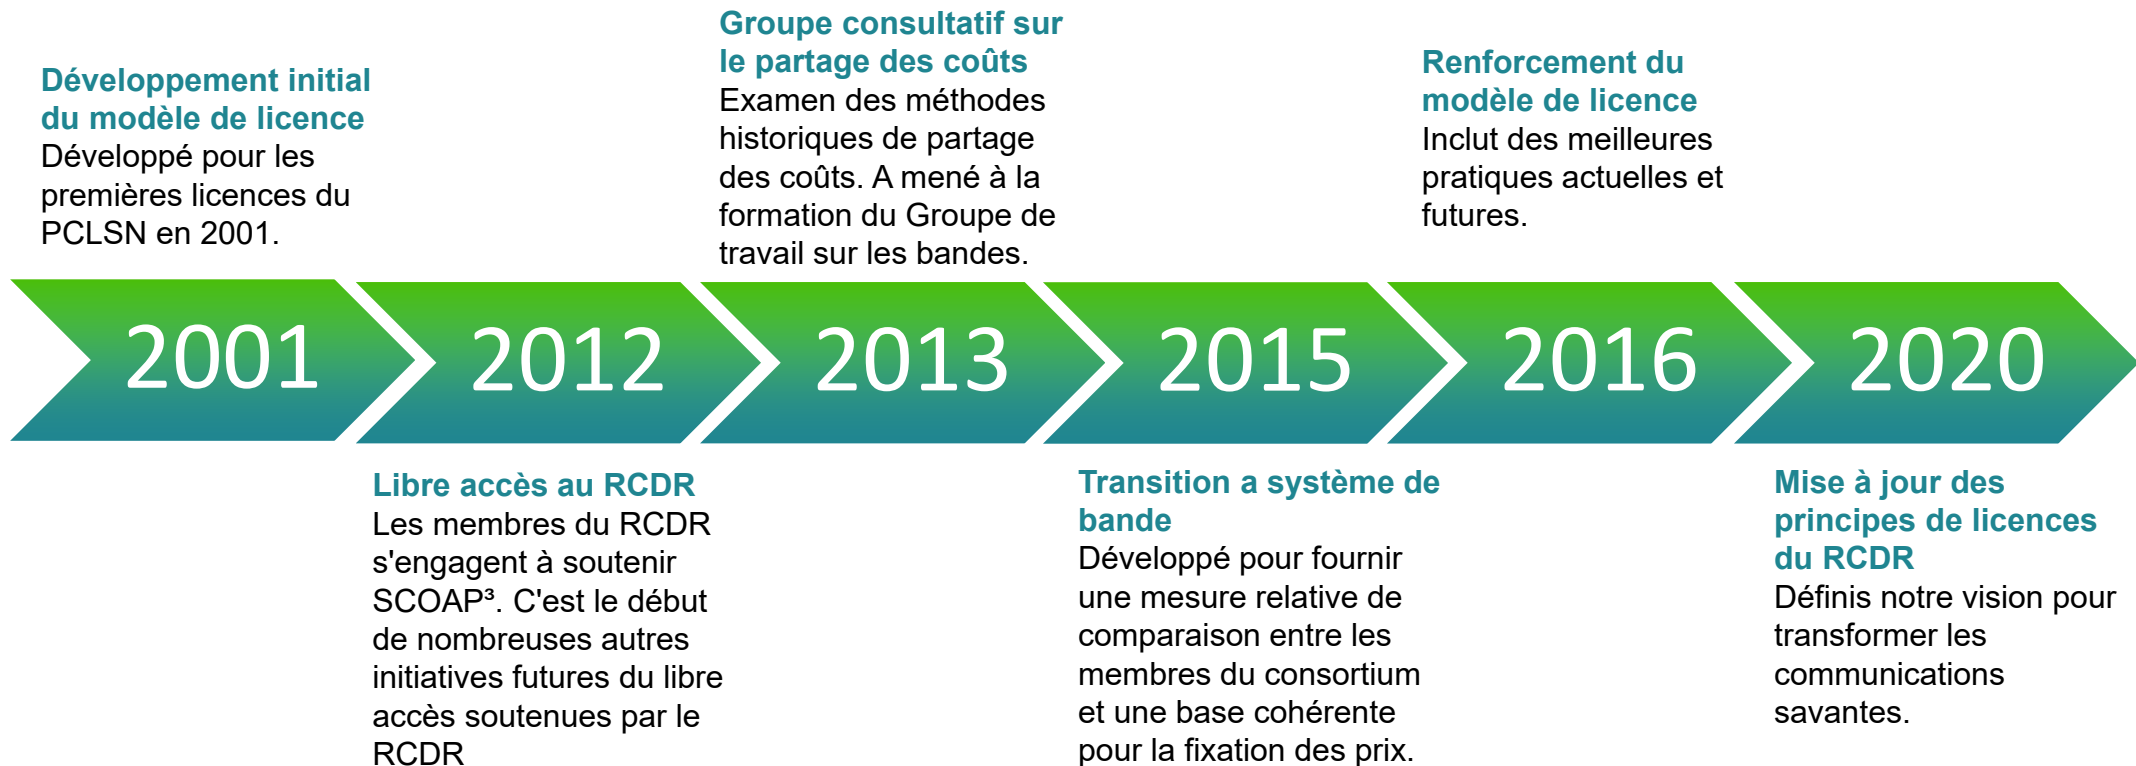 Développement initial
du modèle de licence
Développé pour les
premières licences du
PCLSN en 2001.
Groupe consultatif sur
le partage des coûts
Examen des méthodes
historiques de partage
des coûts. A mené à la
formation du Groupe de
travail sur les bandes.
Renforcement du
modèle de licence
Inclut des meilleures
pratiques actuelles et
futures.
2001
2012
2013
2015
2016
2020
Libre accès au RCDR
Les membres du RCDR
s'engagent à soutenir
SCOAP³. C'est le début
de nombreuses autres
initiatives futures du libre
accès soutenues par le
RCDR
Transition a système de
bande
Développé pour fournir
une mesure relative de
comparaison entre les
membres du consortium
et une base cohérente
pour la fixation des prix.
Mise à jour des
principes de licences
du RCDR
Définis notre vision pour
transformer les
communications
savantes.